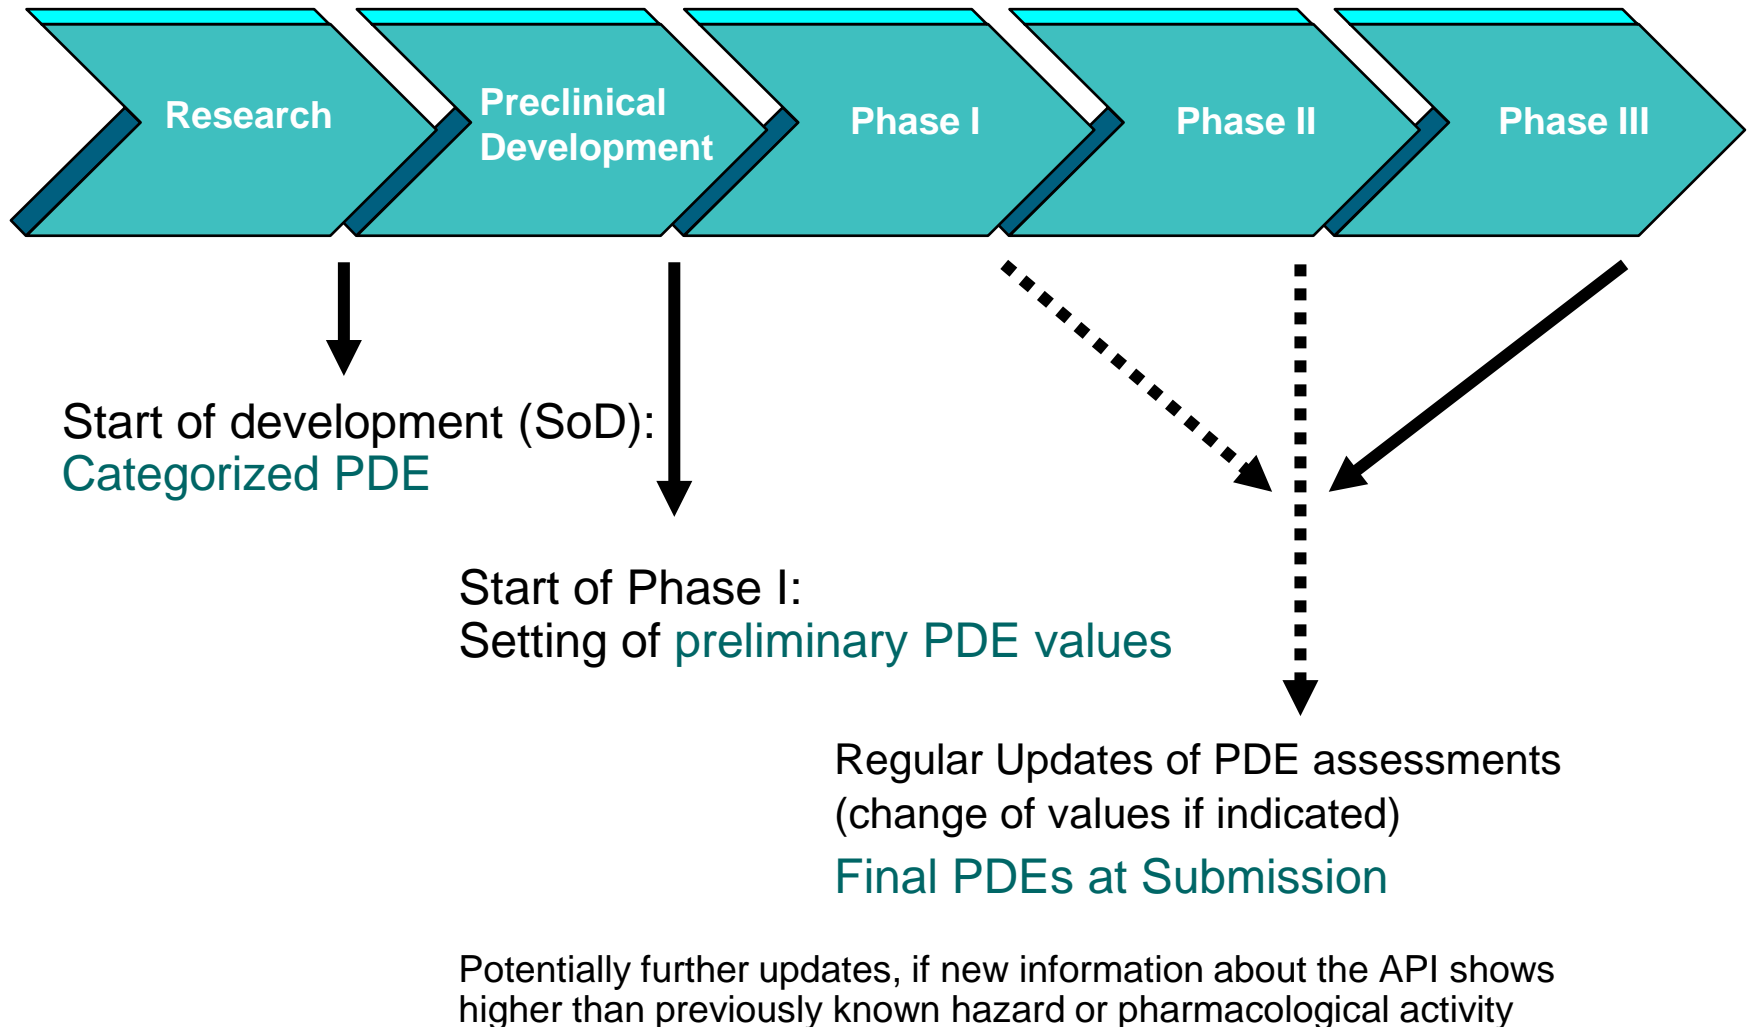 Research
Preclinical
Development
Phase I
Phase II
Phase III
Start of development (SoD):
Categorized PDE
Start of Phase I:
Setting of preliminary PDE values
Regular Updates of PDE assessments
(change of values if indicated)
Final PDEs at Submission
Potentially further updates, if new information about the API shows
higher than previously known hazard or pharmacological activity